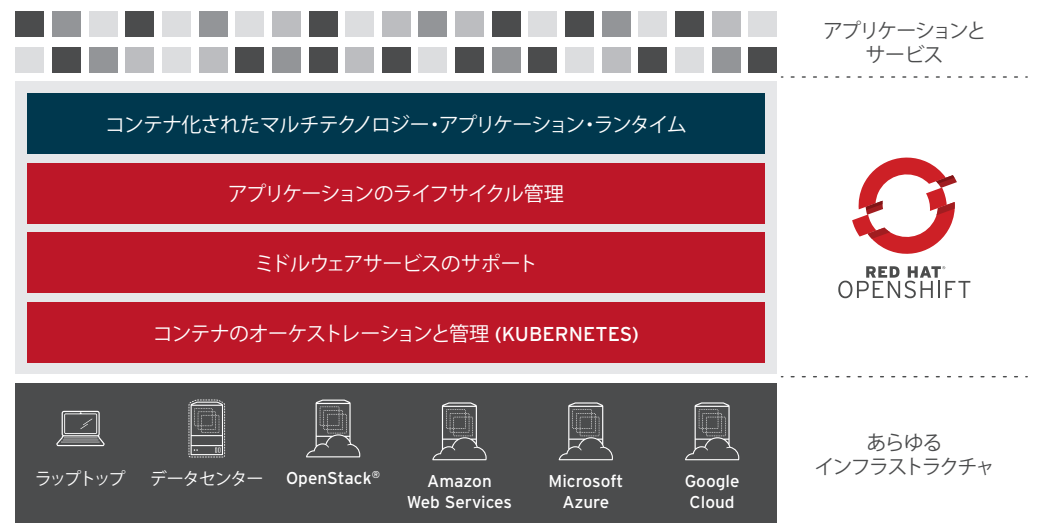 アプリケーションと
サービス
コンテナ化されたマルチテクノロジー・アプリケーション・ランタイム
アプリケーションのライフサイクル管理
ミドルウェアサービスのサポート
コンテナのオーケストレーションと管理 (KUBERNETES)
RED HAT®
OPENSHIFT
ラップトップ
データセンター
OpenStack®
Amazon
Web Services
Microsoft
Azure
Google
Cloud
あらゆる
インフラストラクチャ